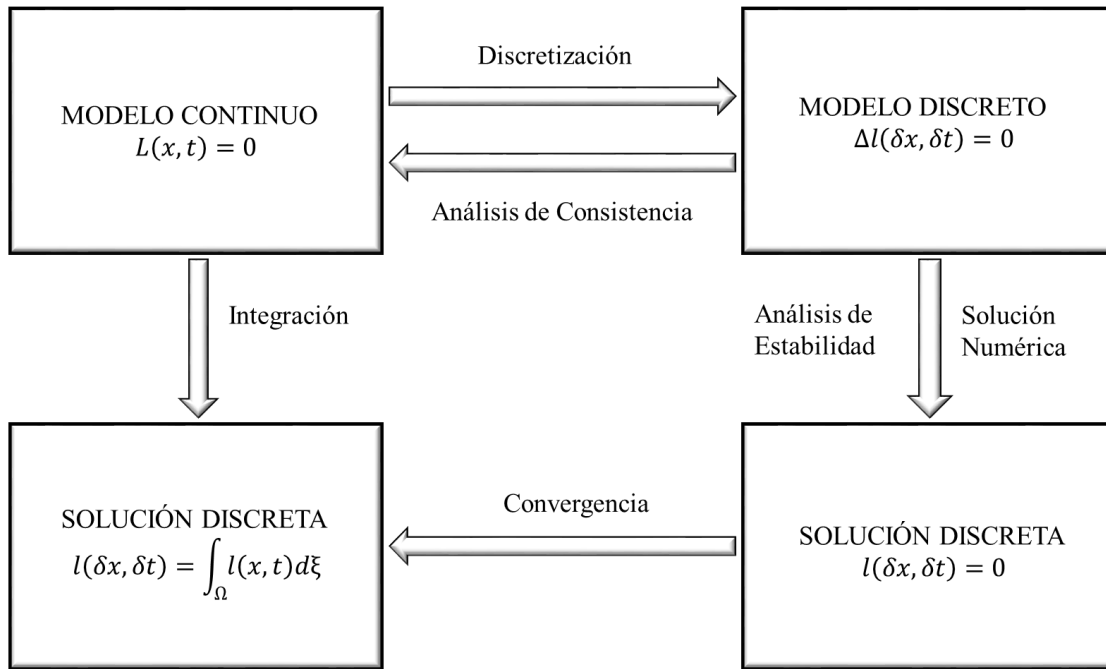 Discretización
MODELO CONTINUO
L(x, t) = 0
MODELO DISCRETO
Δl(δx, δt) = 0
Análisis de Consistencia
Integración
Análisis de
Estabilidad
Solución
Numérica
SOLUCIÓN DISCRETA
l(δx, δt) = ∫_Ω l(x, t)dξ
Convergencia
SOLUCIÓN DISCRETA
l(δx, δt) = 0